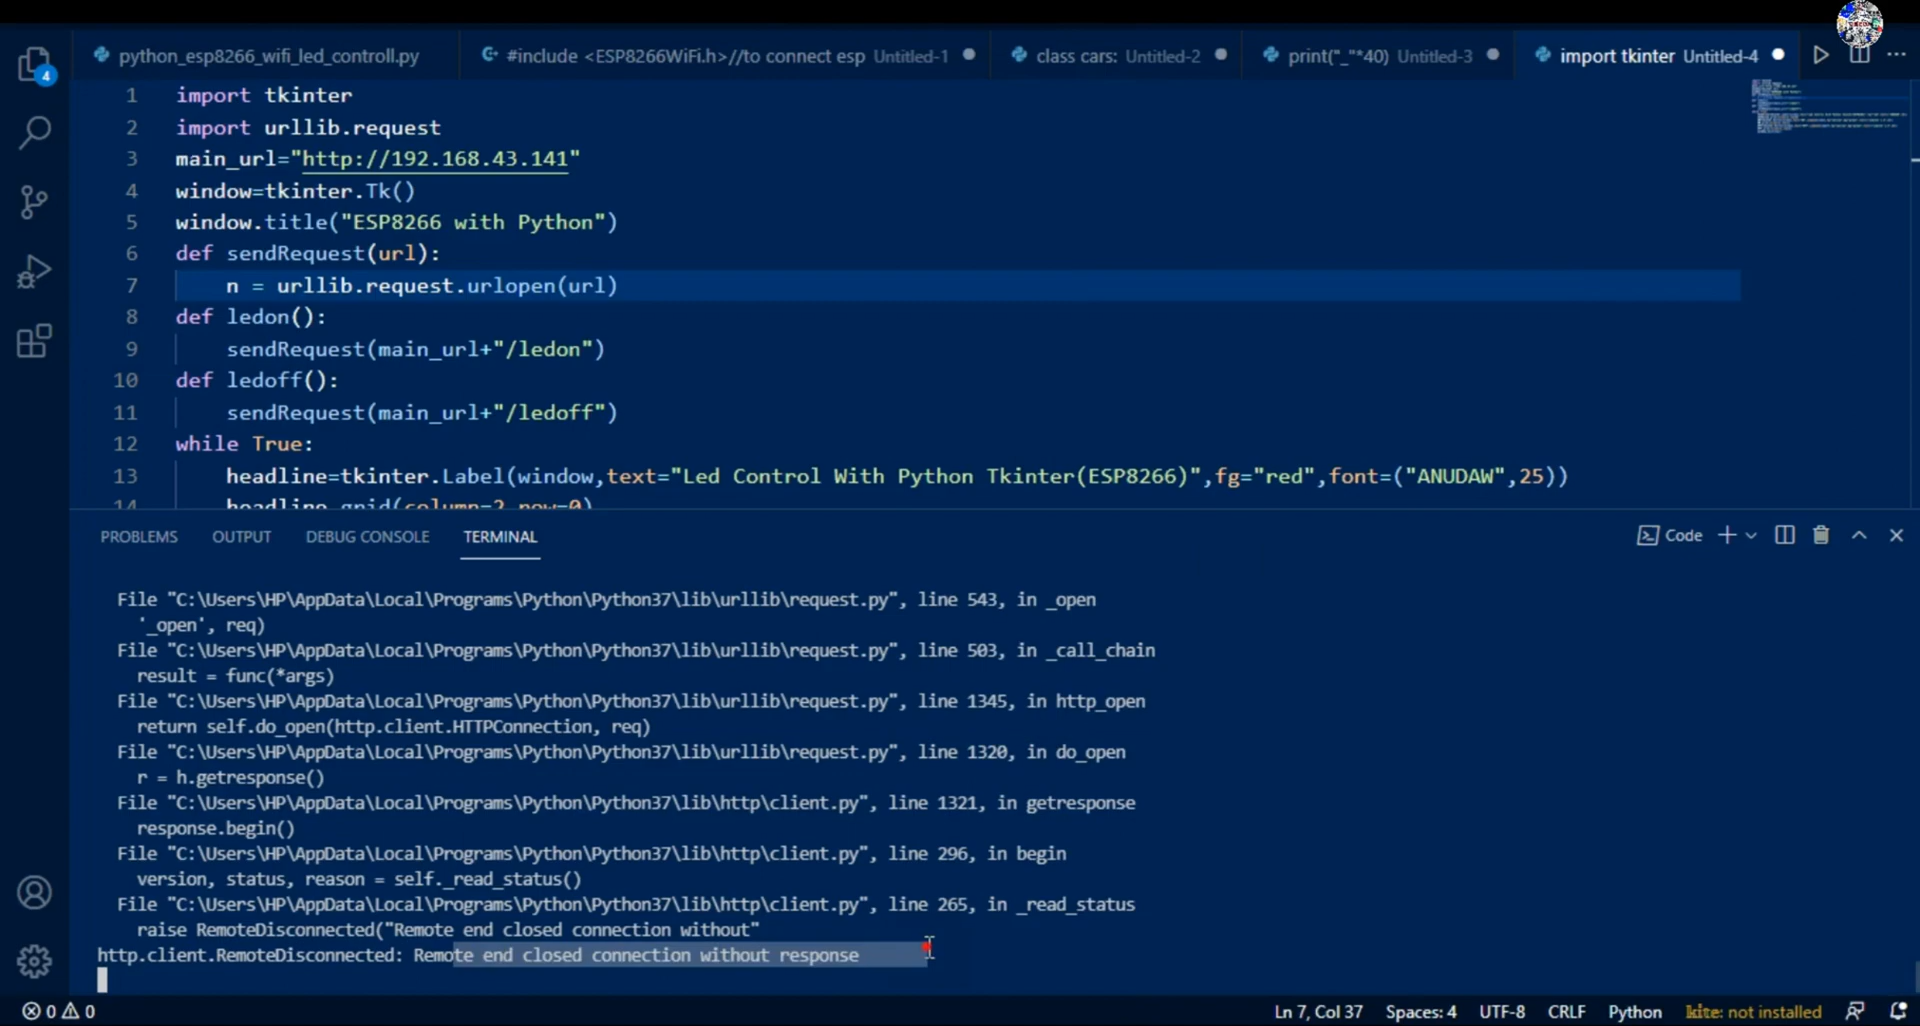 python_esp8266_wifi_led_controll.py
#include <ESP8266WiFi.h>//to connect esp Untitled-1
class cars: Untitled-2
print("_"*40) Untitled-3
import tkinter Untitled-4
4
1 import tkinter
2 import urllib.request
3 main_url="http://192.168.43.141"
4 window=tkinter.Tk()
5 window.title("ESP8266 with Python")
6 def sendRequest(url):
7 n = urllib.request.urlopen(url)
8 def ledon():
9 sendRequest(main_url+"/ledon")
10 def ledoff():
11 sendRequest(main_url+"/ledoff")
12 while True:
13 headline=tkinter.Label(window,text="Led Control With Python Tkinter(ESP8266)",fg="red",font=("ANUDAW",25))
14 headline.grid(column=2,row=0)
PROBLEMS OUTPUT DEBUG CONSOLE TERMINAL
Code
File "C:\Users\HP\AppData\Local\Programs\Python\Python37\lib\urllib\request.py", line 543, in _open
'_open', req)
File "C:\Users\HP\AppData\Local\Programs\Python\Python37\lib\urllib\request.py", line 503, in _call_chain
result = func(*args)
File "C:\Users\HP\AppData\Local\Programs\Python\Python37\lib\urllib\request.py", line 1345, in http_open
return self.do_open(http.client.HTTPConnection, req)
File "C:\Users\HP\AppData\Local\Programs\Python\Python37\lib\urllib\request.py", line 1320, in do_open
r = h.getresponse()
File "C:\Users\HP\AppData\Local\Programs\Python\Python37\lib\http\client.py", line 1321, in getresponse
response.begin()
File "C:\Users\HP\AppData\Local\Programs\Python\Python37\lib\http\client.py", line 296, in begin
version, status, reason = self._read_status()
File "C:\Users\HP\AppData\Local\Programs\Python\Python37\lib\http\client.py", line 265, in _read_status
raise RemoteDisconnected("Remote end closed connection without"
http.client.RemoteDisconnected: Remote end closed connection without response
0 0
Ln 7, Col 37 Spaces: 4 UTF-8 CRLF Python kite: not installed